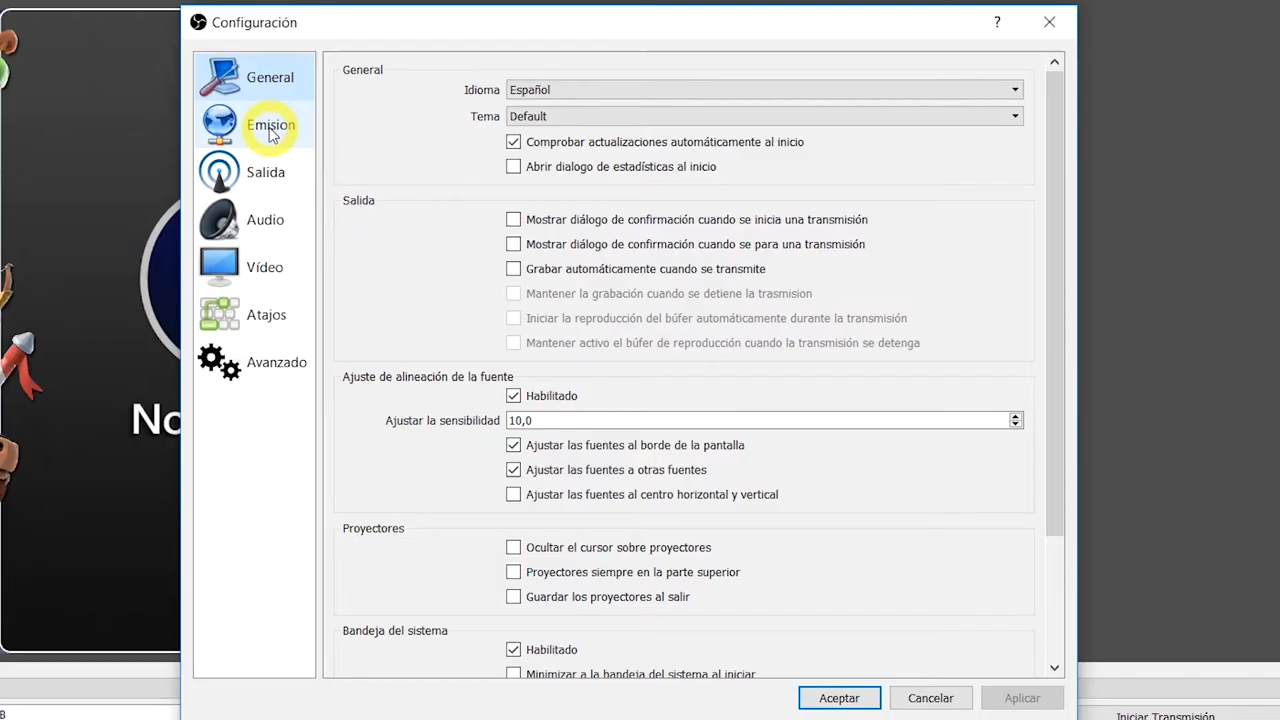 Configuración
?
General
Emision
Salida
Audio
Vídeo
Atajos
Avanzado
General
Idioma Español
Tema Default
Comprobar actualizaciones automáticamente al inicio
Abrir dialogo de estadísticas al inicio
Salida
Mostrar diálogo de confirmación cuando se inicia una transmisión
Mostrar diálogo de confirmación cuando se para una transmisión
Grabar automáticamente cuando se transmite
Mantener la grabación cuando se detiene la trasmision
Iniciar la reproducción del búfer automáticamente durante la transmisión
Mantener activo el búfer de reproducción cuando la transmisión se detenga
Ajuste de alineación de la fuente
Habilitado
Ajustar la sensibilidad 10,0
Ajustar las fuentes al borde de la pantalla
Ajustar las fuentes a otras fuentes
Ajustar las fuentes al centro horizontal y vertical
Proyectores
Ocultar el cursor sobre proyectores
Proyectores siempre en la parte superior
Guardar los proyectores al salir
Bandeja del sistema
Habilitado
Minimizar a la bandeja del sistema al iniciar
Aceptar Cancelar Aplicar
No
B
Iniciar Transmisión